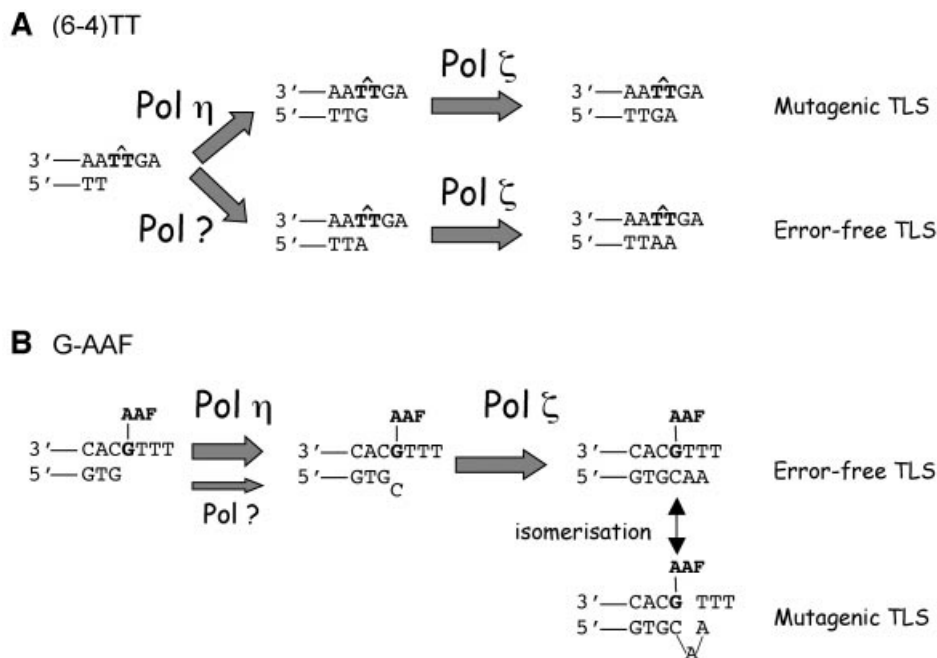 A (6-4)TT
Pol η
Pol ζ
3'—AATTGA
5'—TT
3'—AATTGA
5'—TTG
3'—AATTGA
5'—TTGA
Mutagenic TLS
Pol ?
Pol ζ
3'—AATTGA
5'—TTA
3'—AATTGA
5'—TTAA
Error-free TLS
B G-AAF
AAF
3'—CACGTTT
5'—GTG
Pol η
Pol ?
AAF
3'—CACGTTT
5'—GTG
C
Pol ζ
AAF
3'—CACGTTT
5'—GTGCAA
Error-free TLS
isomerisation
AAF
3'—CACG TTT
5'—GTGC A
A
Mutagenic TLS